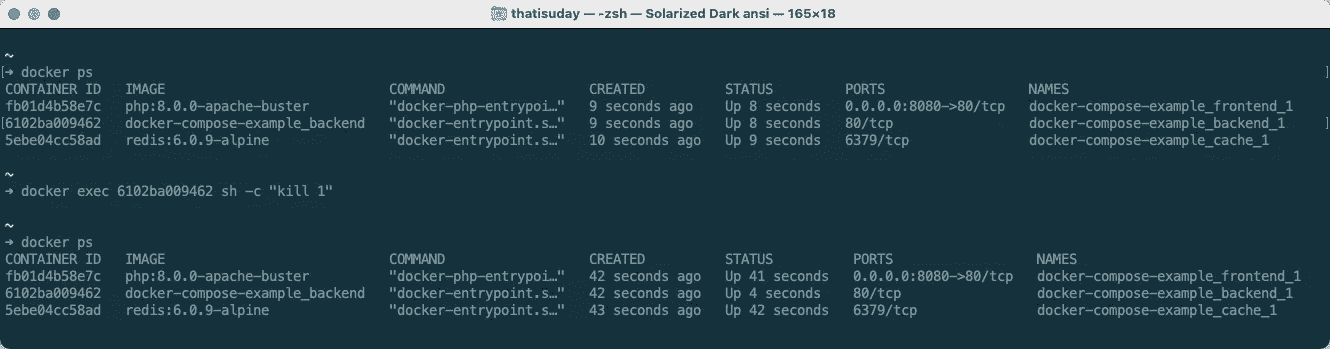 thatisuday — -zsh — Solarized Dark ansi — 165×18
~
[→ docker ps ]
CONTAINER ID IMAGE COMMAND CREATED STATUS PORTS NAMES
fb01d4b58e7c php:8.0.0-apache-buster "docker-php-entrypoi…" 9 seconds ago Up 8 seconds 0.0.0.0:8080->80/tcp docker-compose-example_frontend_1
[6102ba009462 docker-compose-example_backend "docker-entrypoint.s…" 9 seconds ago Up 8 seconds 80/tcp docker-compose-example_backend_1 ]
5ebe04cc58ad redis:6.0.9-alpine "docker-entrypoint.s…" 10 seconds ago Up 9 seconds 6379/tcp docker-compose-example_cache_1
~
→ docker exec 6102ba009462 sh -c "kill 1"
~
→ docker ps
CONTAINER ID IMAGE COMMAND CREATED STATUS PORTS NAMES
fb01d4b58e7c php:8.0.0-apache-buster "docker-php-entrypoi…" 42 seconds ago Up 41 seconds 0.0.0.0:8080->80/tcp docker-compose-example_frontend_1
6102ba009462 docker-compose-example_backend "docker-entrypoint.s…" 42 seconds ago Up 4 seconds 80/tcp docker-compose-example_backend_1
5ebe04cc58ad redis:6.0.9-alpine "docker-entrypoint.s…" 43 seconds ago Up 42 seconds 6379/tcp docker-compose-example_cache_1